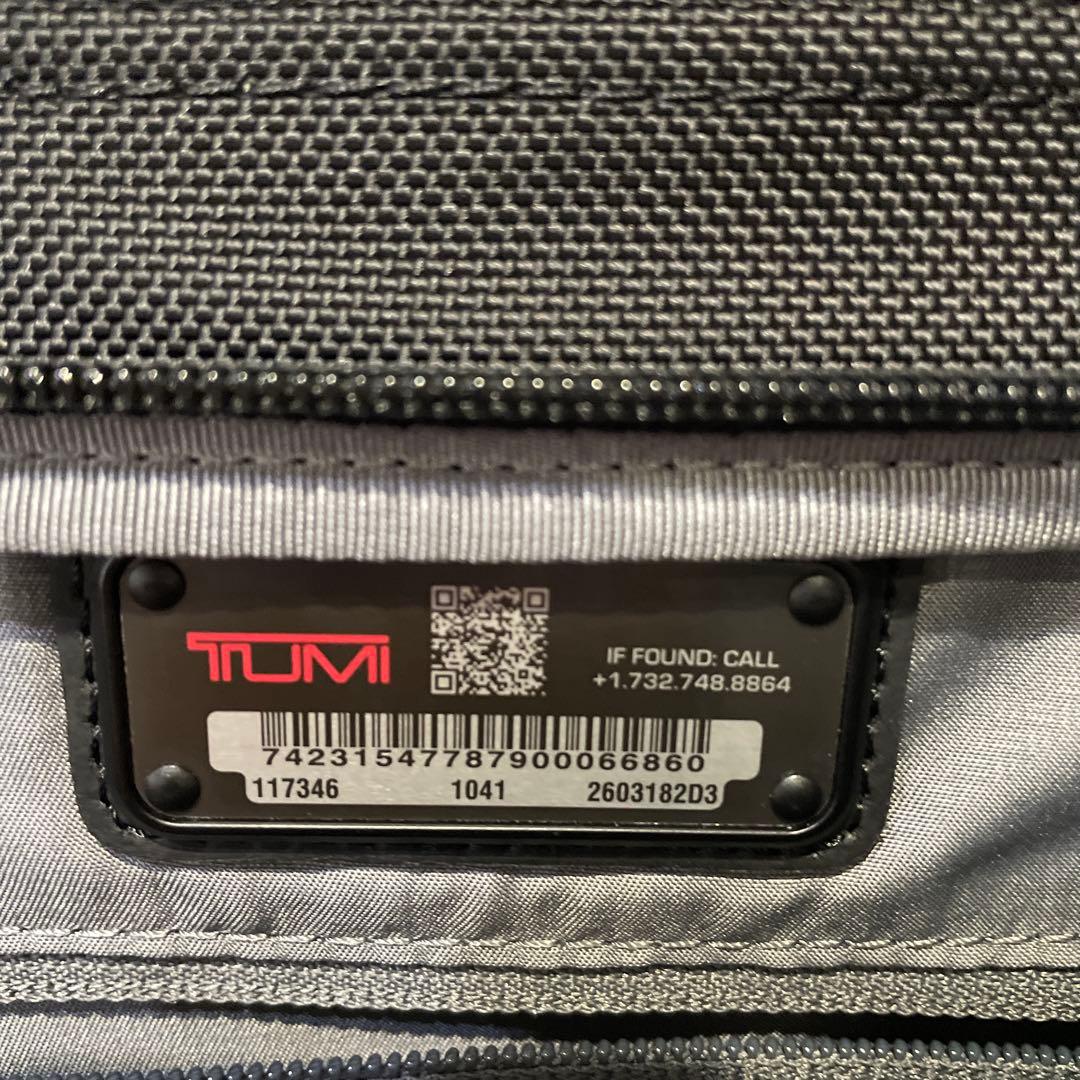 TUMI
IF FOUND: CALL
+1.732.748.8864
74231547787900066860
117346 1041 2603182D3